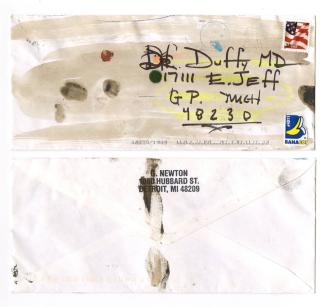 Dr. Duffy MD
17111 E. Jeff
G P. MICH
48230
G. NEWTON
HUBBARD ST.
DETROIT, MI 48209